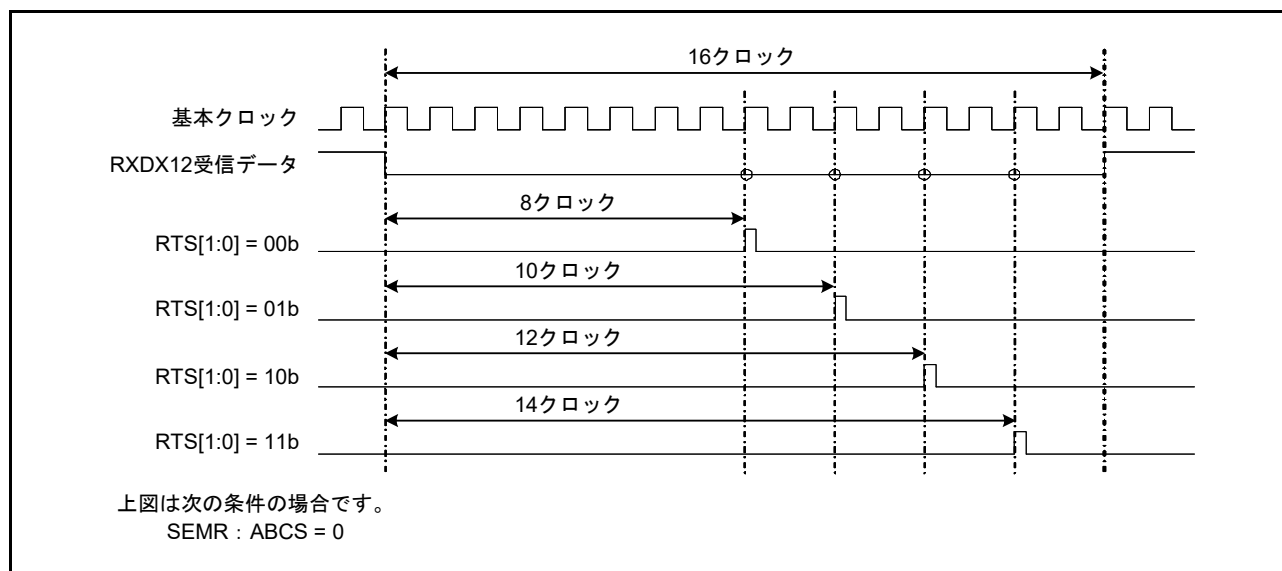 16クロック
基本クロック
RXDX12受信データ
8クロック
RTS[1:0] = 00b
10クロック
RTS[1:0] = 01b
12クロック
RTS[1:0] = 10b
14クロック
RTS[1:0] = 11b
上図は次の条件の場合です。
SEMR：ABCS = 0